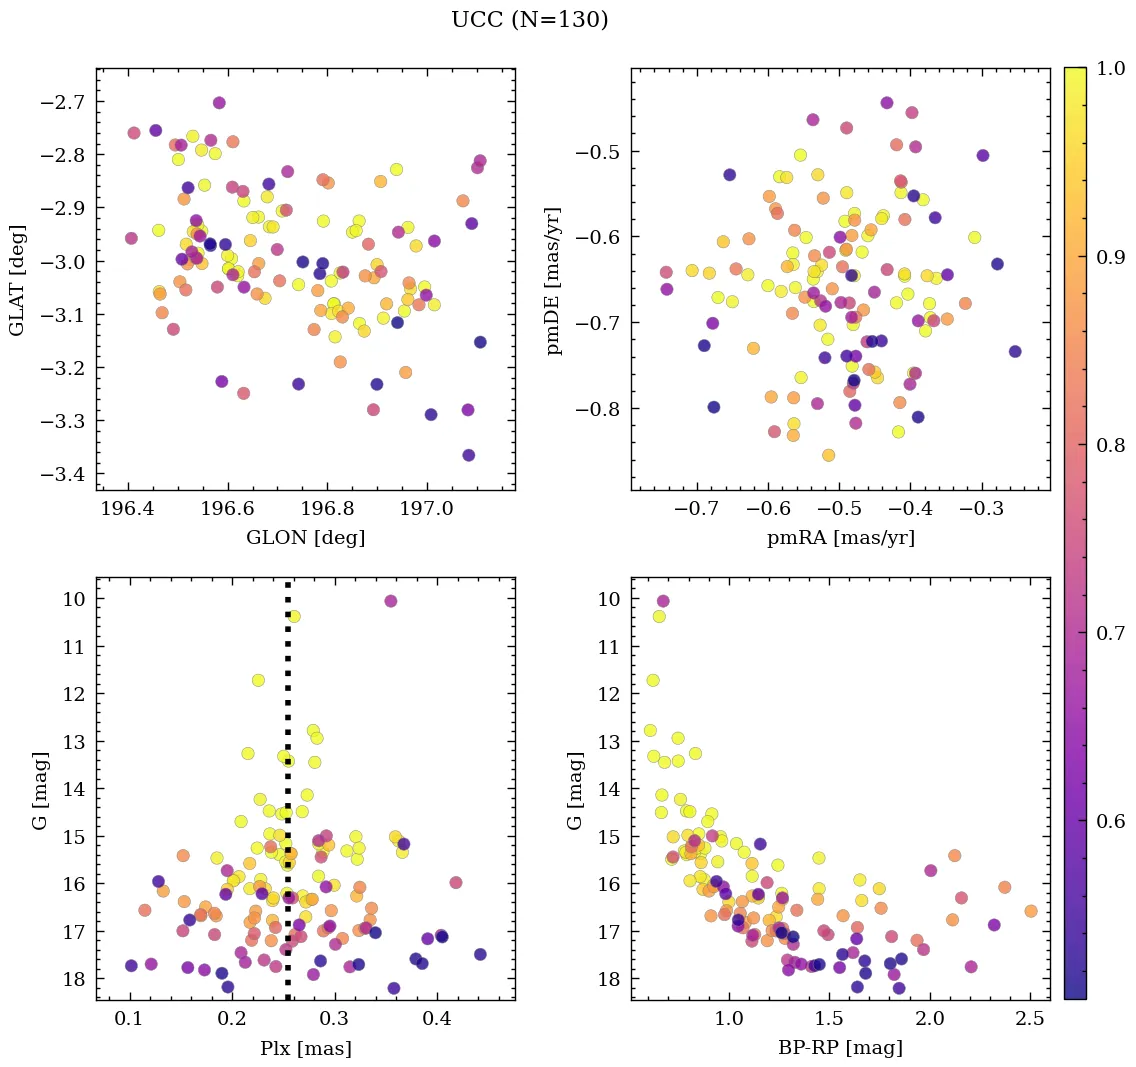 UCC (N=130)
−2.7
−2.8
−2.9
−3.0
−3.1
−3.2
−3.3
−3.4
GLAT [deg]
196.4 196.6 196.8 197.0
GLON [deg]
−0.5
−0.6
−0.7
−0.8
pmDE [mas/yr]
−0.7 −0.6 −0.5 −0.4 −0.3
pmRA [mas/yr]
1.0
0.9
0.8
0.7
0.6
10
11
12
13
14
15
16
17
18
G [mag]
0.1 0.2 0.3 0.4
Plx [mas]
10
11
12
13
14
15
16
17
18
G [mag]
1.0 1.5 2.0 2.5
BP-RP [mag]